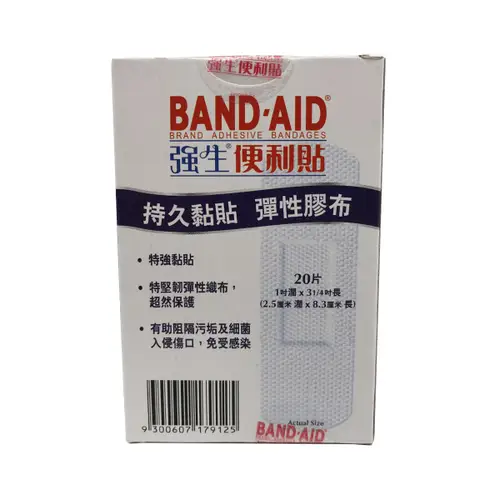 強生便利貼
BAND-AID®
BRAND ADHESIVE BANDAGES
強生®便利貼
持久黏貼 彈性膠布
• 特強黏貼
• 特堅韌彈性織布，
超然保護
• 有助阻隔污垢及細菌
入侵傷口，免受感染
20片
1吋濶 x 31/4吋長
(2.5厘米 濶 x 8.3厘米 長)
9 300607 179125
Actual Size
BAND-AID